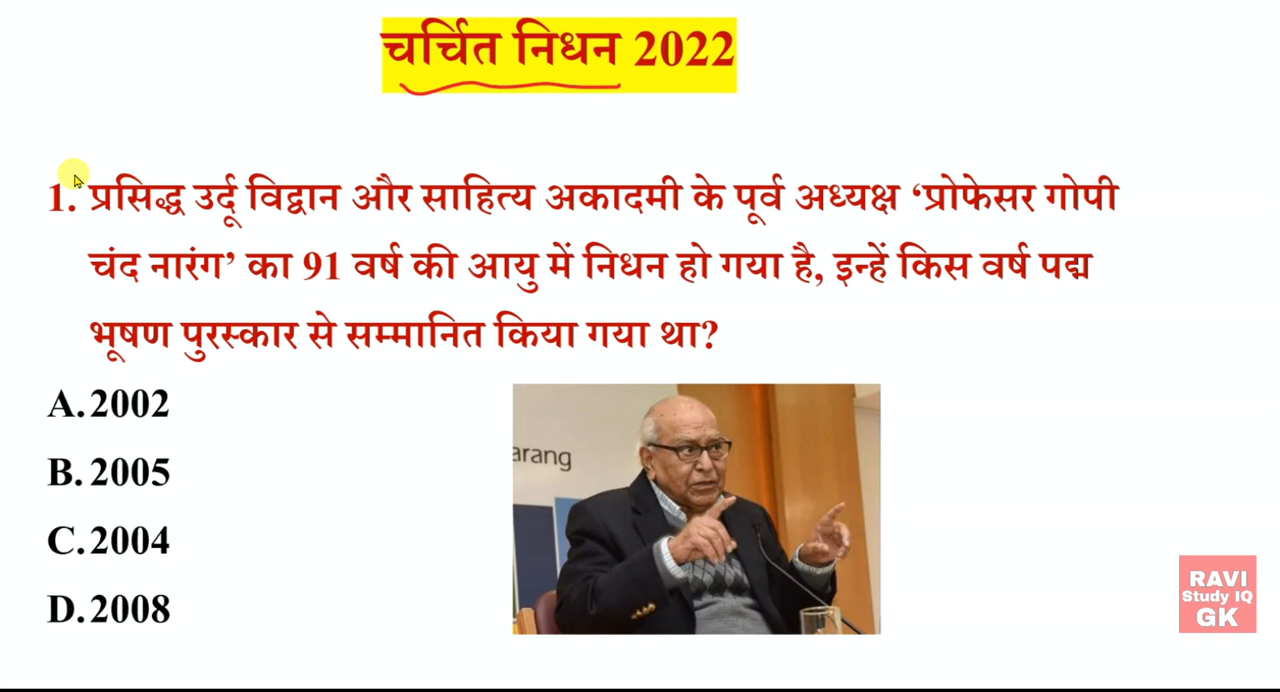 चर्चित निधन 2022
1. प्रसिद्ध उर्दू विद्वान और साहित्य अकादमी के पूर्व अध्यक्ष ‘प्रोफेसर गोपी
चंद नारंग’ का 91 वर्ष की आयु में निधन हो गया है, इन्हें किस वर्ष पद्म
भूषण पुरस्कार से सम्मानित किया गया था?
A. 2002
B. 2005
C. 2004
D. 2008
arang
RAVI
Study IQ
GK